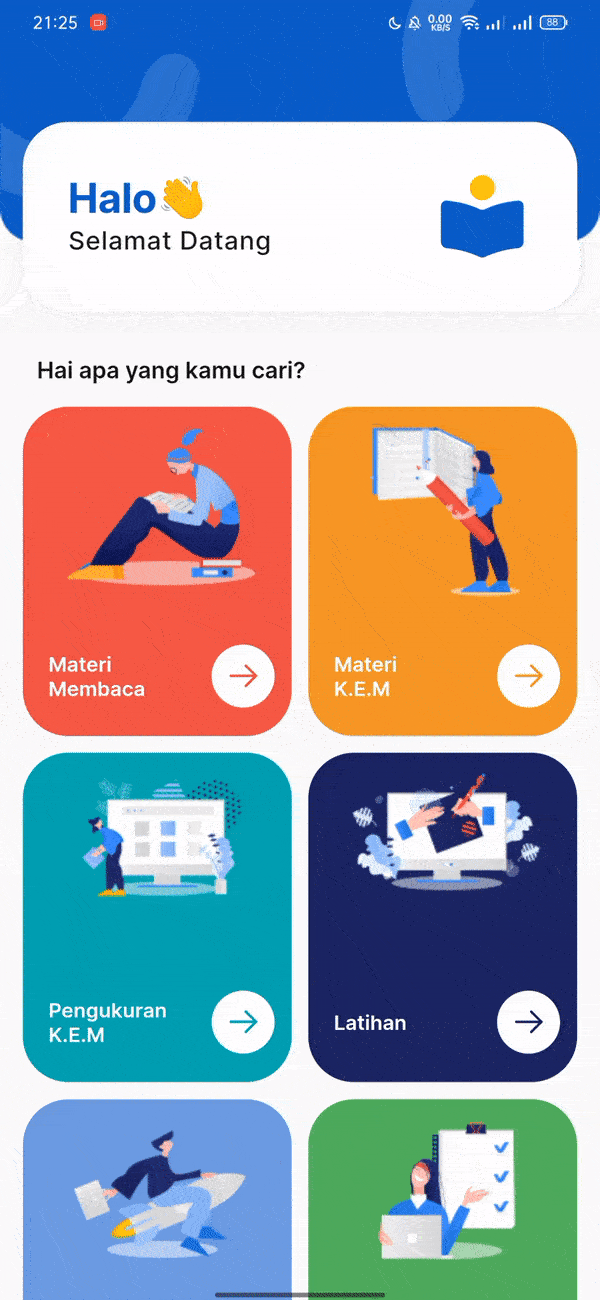 21:25
0.00
KB/S
88
Halo👋
Selamat Datang
Hai apa yang kamu cari?
Materi
Membaca
Materi
K.E.M
Pengukuran
K.E.M
Latihan